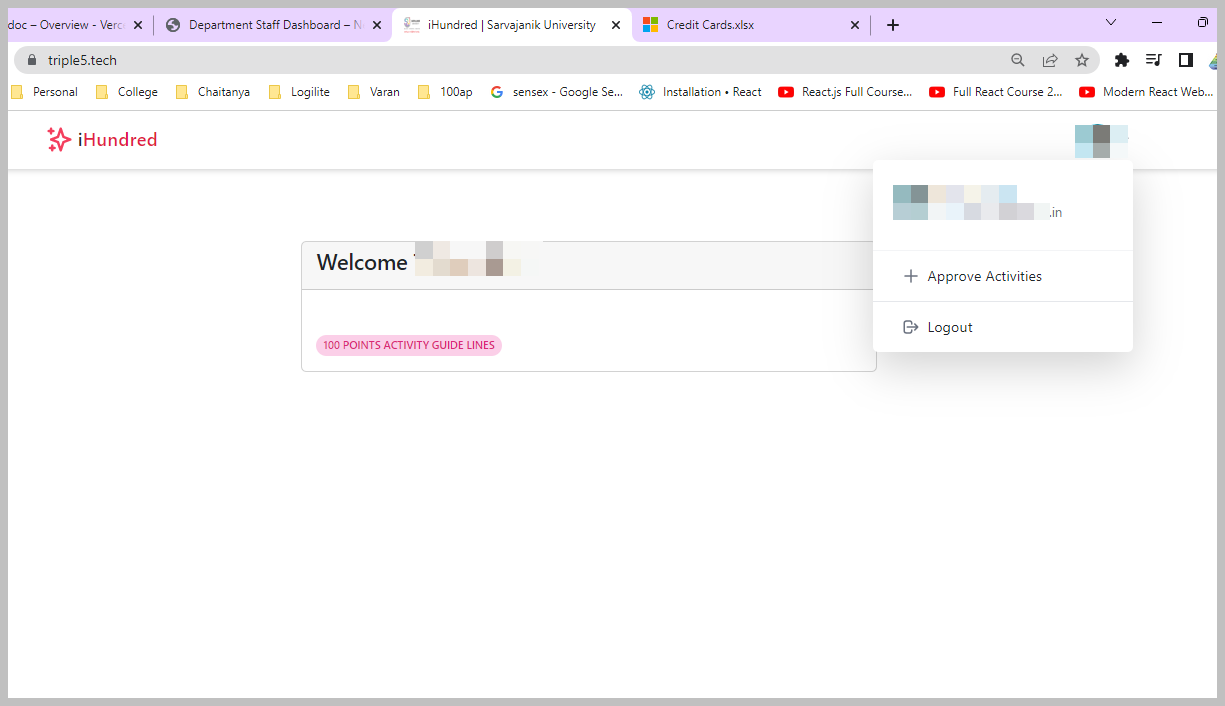 doc – Overview - Verc
Department Staff Dashboard – N
iHundred | Sarvajanik University
Credit Cards.xlsx
triple5.tech
Personal
College
Chaitanya
Logilite
Varan
100ap
sensex - Google Se...
Installation • React
React.js Full Course...
Full React Course 2...
Modern React Web...
iHundred
.in
Welcome
Approve Activities
Logout
100 POINTS ACTIVITY GUIDE LINES